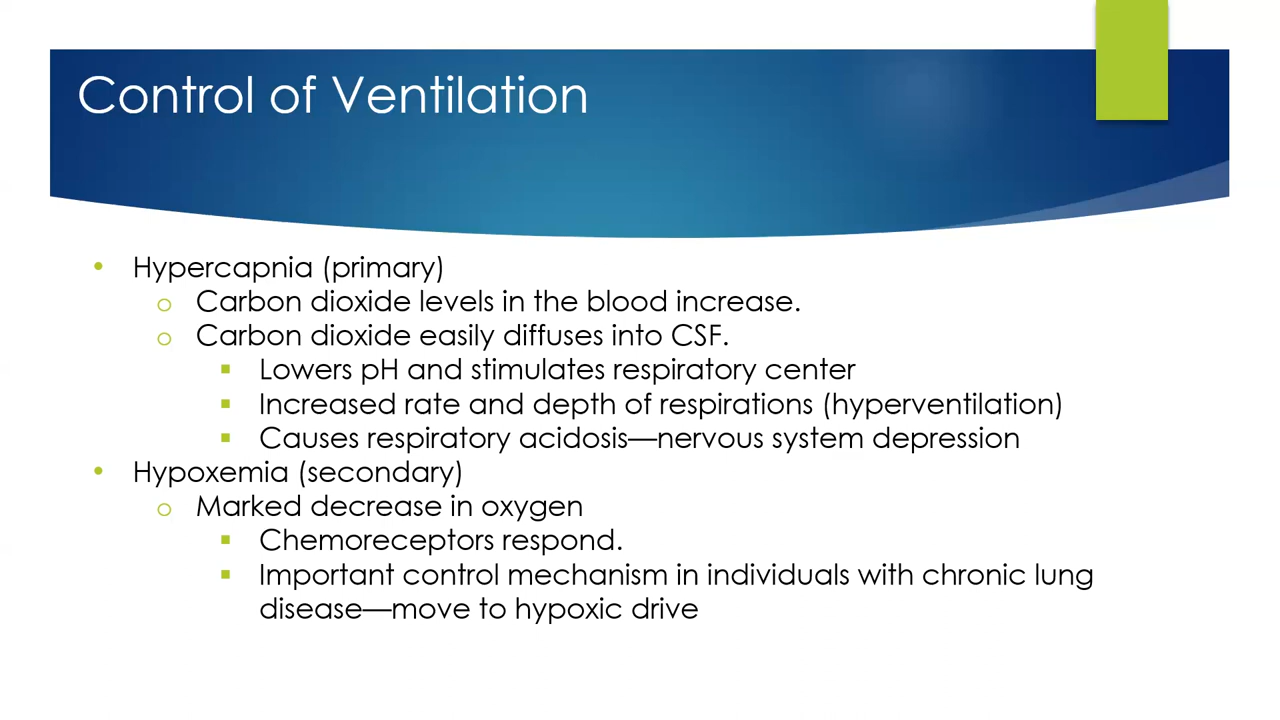 Control of Ventilation
• Hypercapnia (primary)
o Carbon dioxide levels in the blood increase.
o Carbon dioxide easily diffuses into CSF.
▪ Lowers pH and stimulates respiratory center
▪ Increased rate and depth of respirations (hyperventilation)
▪ Causes respiratory acidosis—nervous system depression
• Hypoxemia (secondary)
o Marked decrease in oxygen
▪ Chemoreceptors respond.
▪ Important control mechanism in individuals with chronic lung
disease—move to hypoxic drive